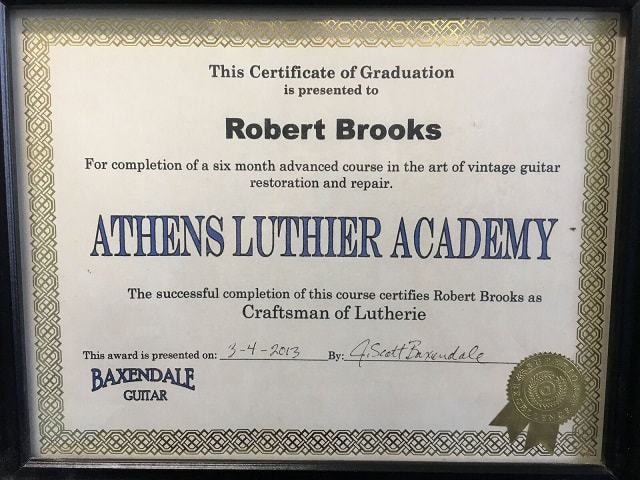 This Certificate of Graduation
is presented to
Robert Brooks
For completion of a six month advanced course in the art of vintage guitar
restoration and repair.
ATHENS LUTHIER ACADEMY
The successful completion of this course certifies Robert Brooks as
Craftsman of Lutherie
This award is presented on: 3-4-2013 By: J. Scott Baxendale
BAXENDALE
GUITAR